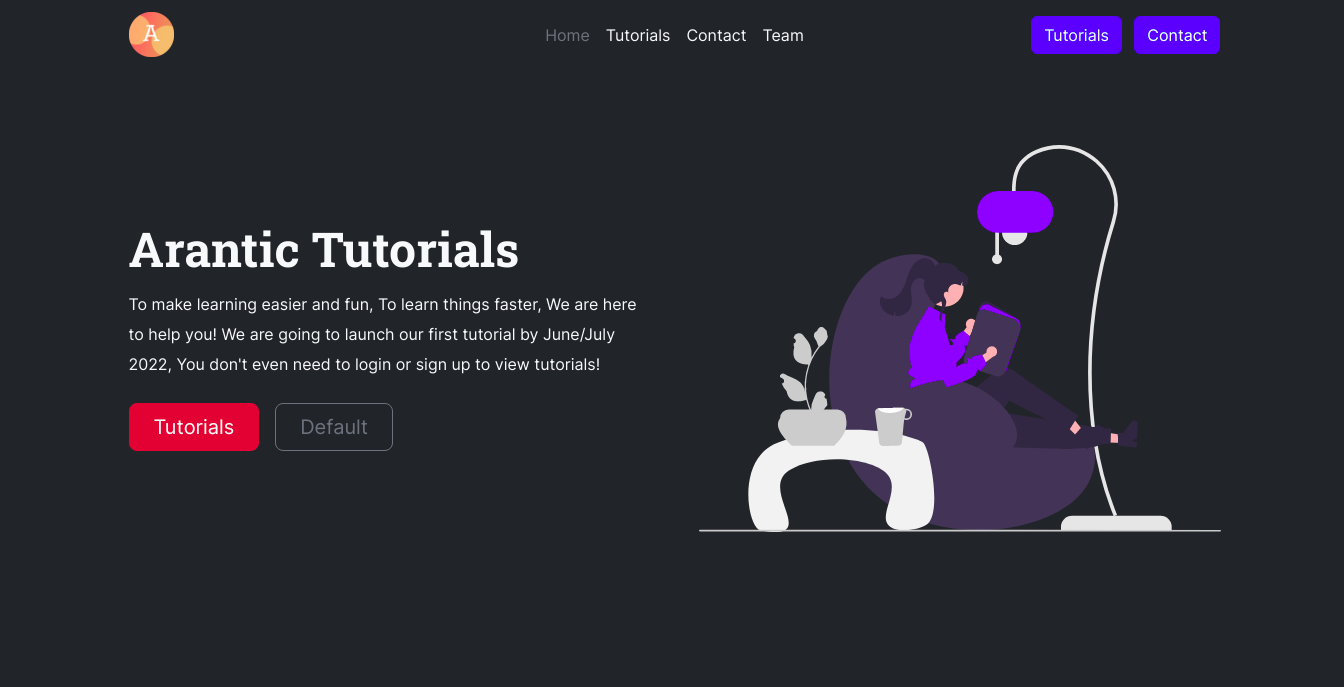 A
Home Tutorials Contact Team
Tutorials Contact
Arantic Tutorials
To make learning easier and fun, To learn things faster, We are here
to help you! We are going to launch our first tutorial by June/July
2022, You don't even need to login or sign up to view tutorials!
Tutorials Default